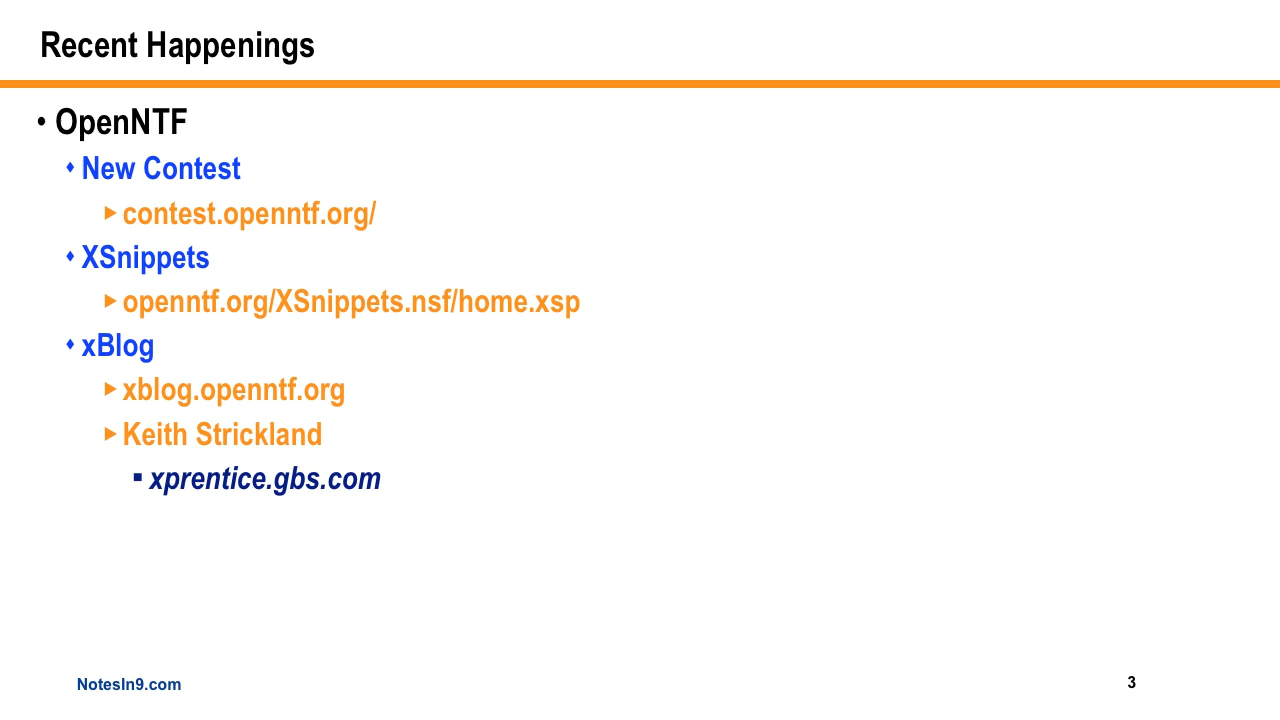 Recent Happenings
• OpenNTF
♦ New Contest
▸ contest.openntf.org/
♦ XSnippets
▸ openntf.org/XSnippets.nsf/home.xsp
♦ xBlog
▸ xblog.openntf.org
▸ Keith Strickland
▪ xprentice.gbs.com
NotesIn9.com
3